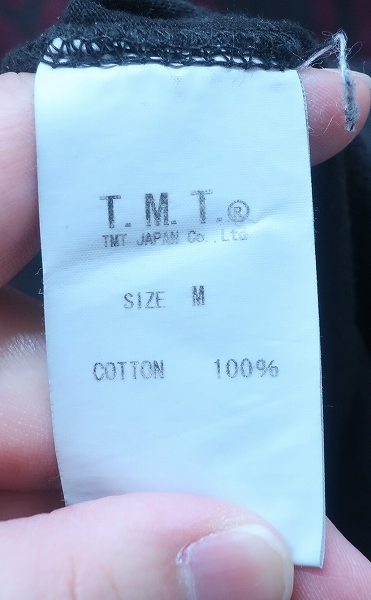 T.M.T.®
TMT JAPAN Co.,Ltd
SIZE M
COTTON 100%